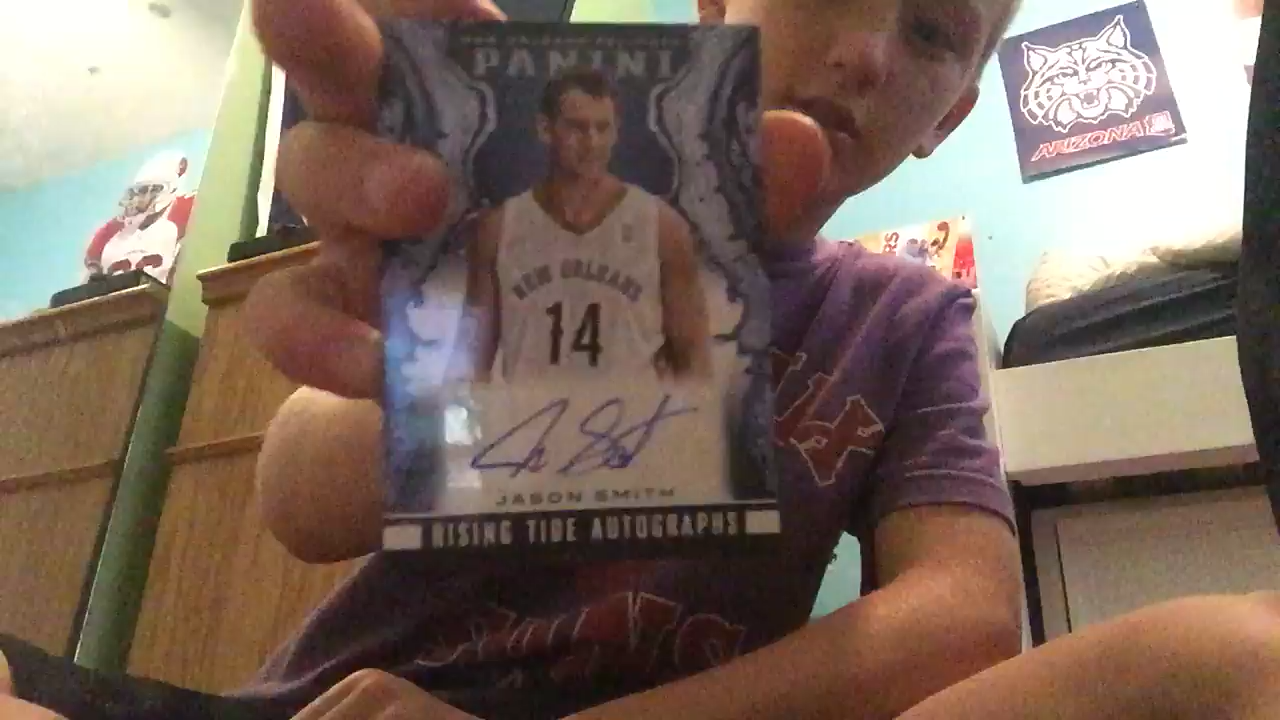 PANINI
NEW ORLEANS
14
JASON SMITH
RISING TIDE AUTOGRAPHS
ARIZONA